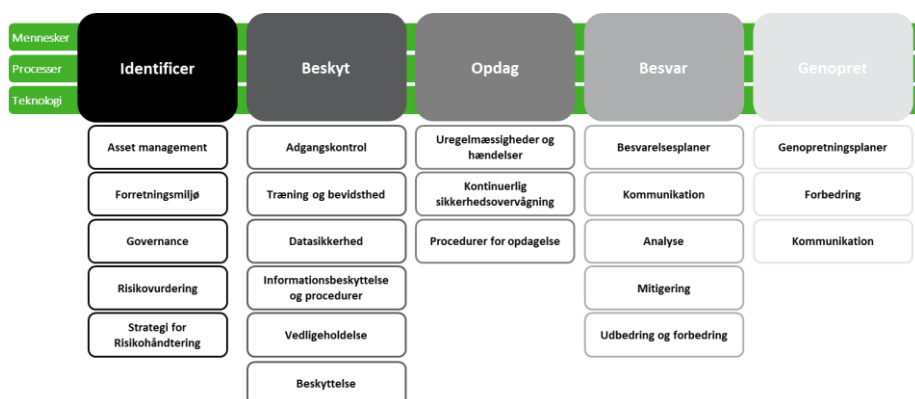 Mennesker
Processer
Teknologi
Identificer
Beskyt
Opdag
Besvar
Genopret
Asset management
Forretningsmiljø
Governance
Risikovurdering
Strategi for
Risikohåndtering
Adgangskontrol
Træning og bevidsthed
Datasikkerhed
Informationsbeskyttelse
og procedurer
Vedligeholdelse
Beskyttelse
Uregelmæssigheder og
hændelser
Kontinuerlig
sikkerhedsovervågning
Procedurer for opdagelse
Besvarelsesplaner
Kommunikation
Analyse
Mitigering
Udbedring og forbedring
Genopretningsplaner
Forbedring
Kommunikation